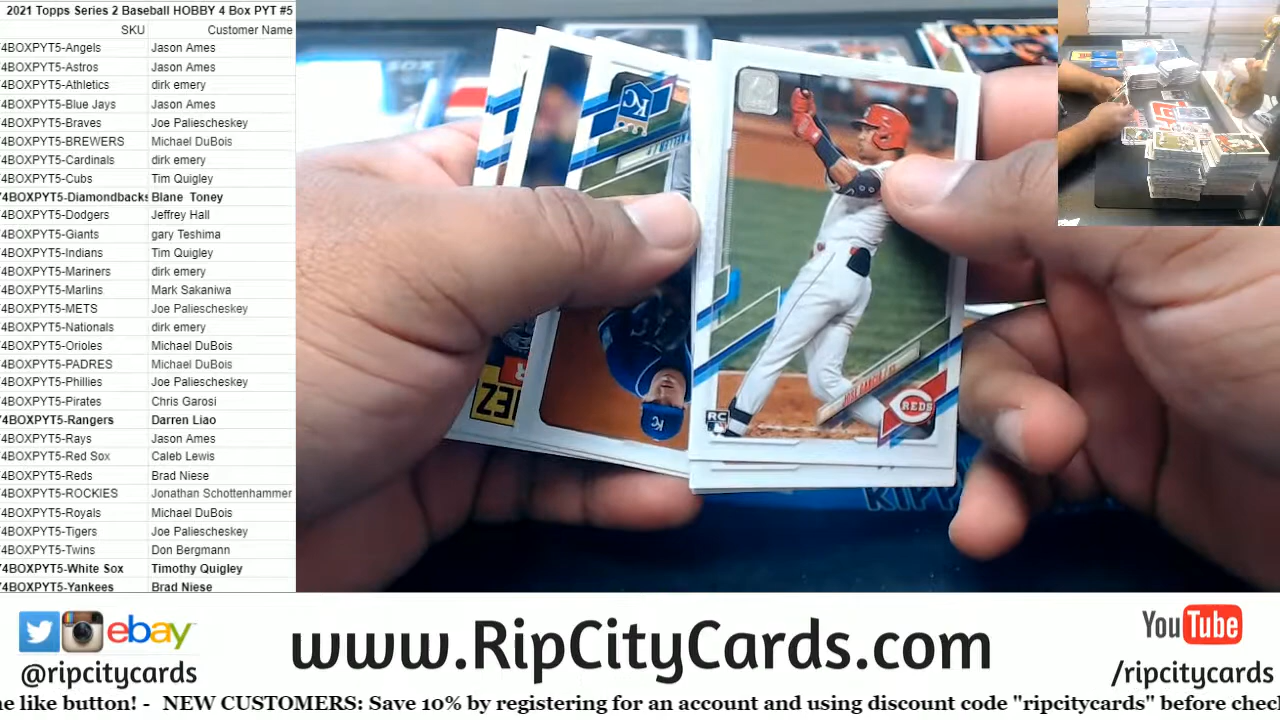 2021 Topps Series 2 Baseball HOBBY 4 Box PYT #5
SKU Customer Name
4BOXPYT5-Angels Jason Ames
4BOXPYT5-Astros Jason Ames
4BOXPYT5-Athletics dirk emery
4BOXPYT5-Blue Jays Jason Ames
4BOXPYT5-Braves Joe Paliescheskey
4BOXPYT5-BREWERS Michael DuBois
4BOXPYT5-Cardinals dirk emery
4BOXPYT5-Cubs Tim Quigley
4BOXPYT5-Diamondbacks Blane Toney
4BOXPYT5-Dodgers Jeffrey Hall
4BOXPYT5-Giants gary Teshima
4BOXPYT5-Indians Tim Quigley
4BOXPYT5-Mariners dirk emery
4BOXPYT5-Marlins Mark Sakaniwa
4BOXPYT5-METS Joe Paliescheskey
4BOXPYT5-Nationals dirk emery
4BOXPYT5-Orioles Michael DuBois
4BOXPYT5-PADRES Michael DuBois
4BOXPYT5-Phillies Joe Paliescheskey
4BOXPYT5-Pirates Chris Garosi
4BOXPYT5-Rangers Darren Liao
4BOXPYT5-Rays Jason Ames
4BOXPYT5-Red Sox Caleb Lewis
4BOXPYT5-Reds Brad Niese
4BOXPYT5-ROCKIES Jonathan Schottenhammer
4BOXPYT5-Royals Michael DuBois
4BOXPYT5-Tigers Joe Paliescheskey
4BOXPYT5-Twins Don Bergmann
4BOXPYT5-White Sox Timothy Quigley
4BOXPYT5-Yankees Brad Niese
GIANTS
KC
KC
REDS
RC
ebay
@ripcitycards
www.RipCityCards.com
YouTube
/ripcitycards
e like button! - NEW CUSTOMERS: Save 10% by registering for an account and using discount code "ripcitycards" before chec